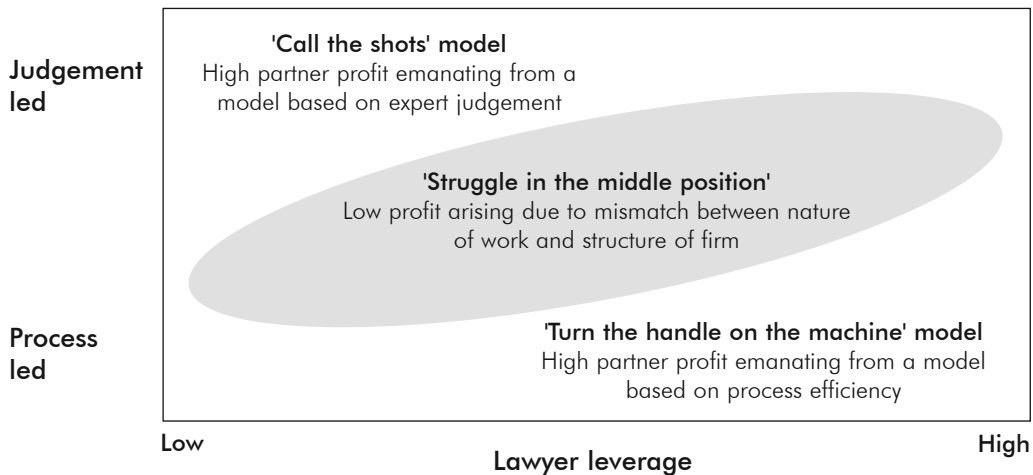 Judgement
led
'Call the shots' model
High partner profit emanating from a
model based on expert judgement
'Struggle in the middle position'
Low profit arising due to mismatch between nature
of work and structure of firm
Process
led
'Turn the handle on the machine' model
High partner profit emanating from a model
based on process efficiency
Low
High
Lawyer leverage